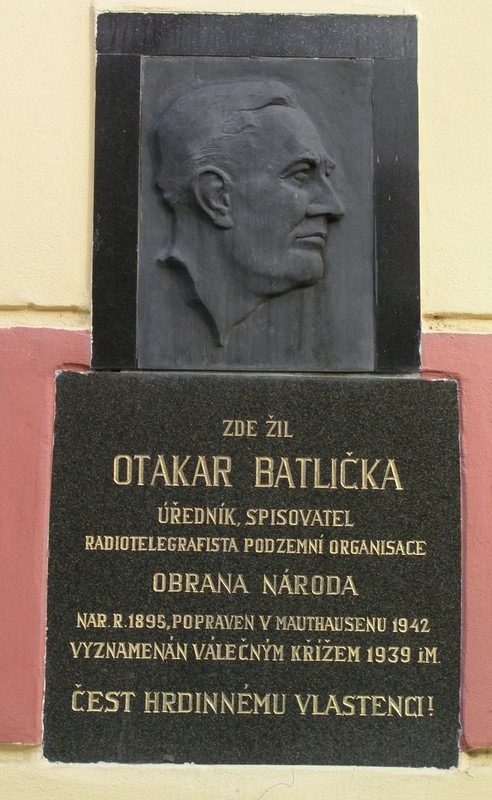 ZDE ŽIL
OTAKAR BATLIČKA
ÚŘEDNÍK, SPISOVATEL
RADIOTELEGRAFISTA PODZEMNÍ ORGANISACE
OBRANA NÁRODA
NAR. R. 1895, POPRAVEN V MAUTHAUSENU 1942
VYZNAMENÁN VÁLEČNÝM KŘÍŽEM 1939 iM.
ČEST HRDINNÉMU VLASTENCI!